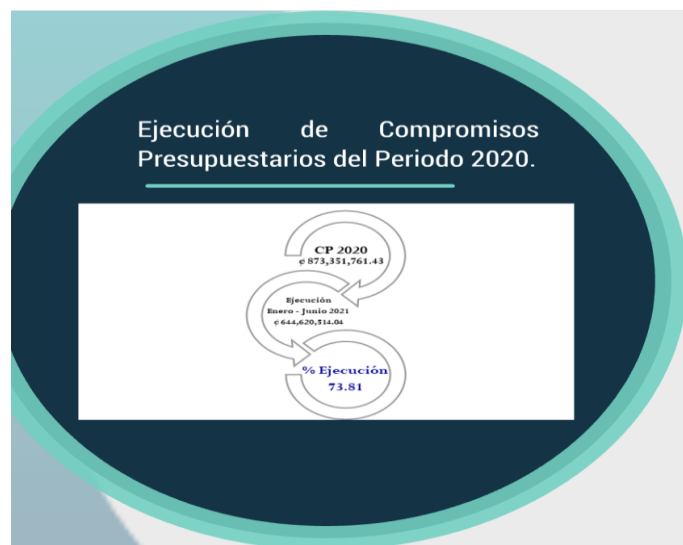 Ejecución de Compromisos
Presupuestarios del Periodo 2020.
CP 2020
¢ 873,351,761.43
Ejecución
Enero - Junio 2021
¢ 644,620,514.04
% Ejecución
73.81